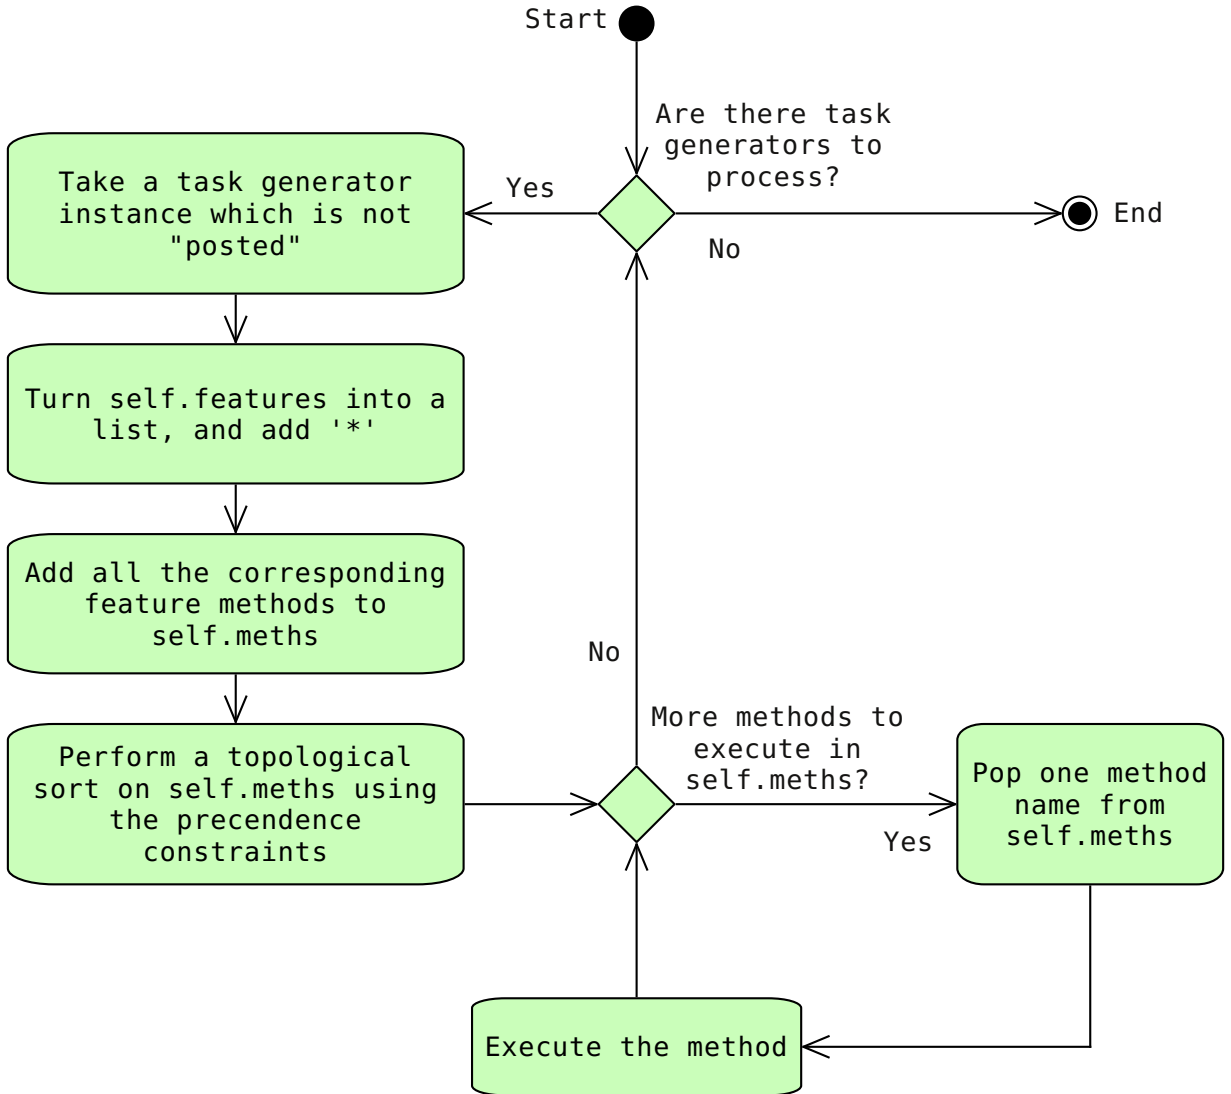 Start
Are there task
generators to
process?
Yes
No
End
Take a task generator
instance which is not
"posted"
Turn self.features into a
list, and add '*'
Add all the corresponding
feature methods to
self.meths
Perform a topological
sort on self.meths using
the precendence
constraints
No
More methods to
execute in
self.meths?
Yes
Pop one method
name from
self.meths
Execute the method